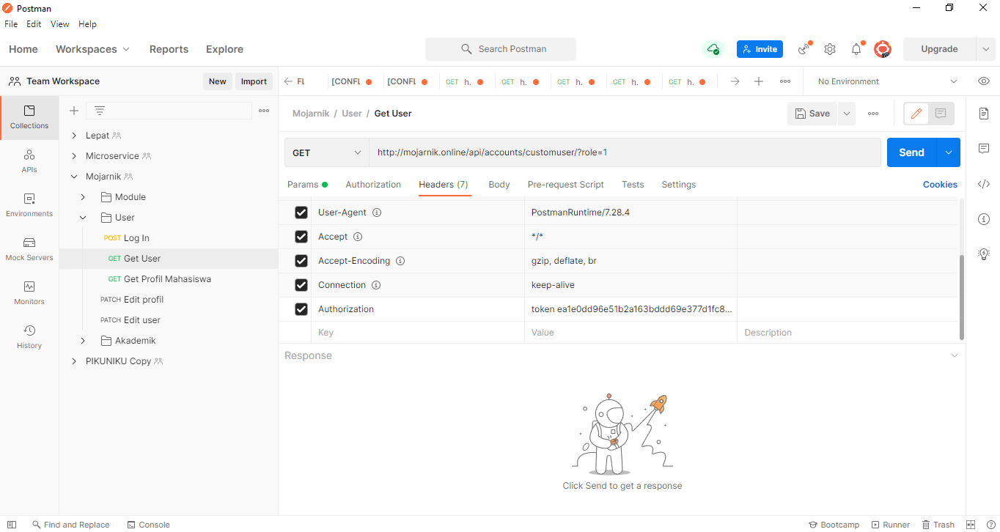 Postman
File Edit View Help
Home Workspaces Reports Explore Search Postman Invite Upgrade
Team Workspace New Import
FL [CONFL [CONFL GET h. GET h. GET h. GET h. GET h. No Environment
Collections
APIs
Environments
Mock Servers
Monitors
History
Lepat
Microservice
Mojarnik
Module
User
POST Log In
GET Get User
GET Get Profil Mahasiswa
PATCH Edit profil
PATCH Edit user
Akademik
PIKUNIKU Copy
Mojarnik / User / Get User Save
GET http://mojarnik.online/api/accounts/customuser/?role=1 Send
Params Authorization Headers (7) Body Pre-request Script Tests Settings Cookies
User-Agent PostmanRuntime/7.28.4
Accept */*
Accept-Encoding gzip, deflate, br
Connection keep-alive
Authorization token ea1e0dd96e51b2a163bddd69e377d1fc8...
Key Value Description
Response
Click Send to get a response
Find and Replace Console Bootcamp Runner Trash